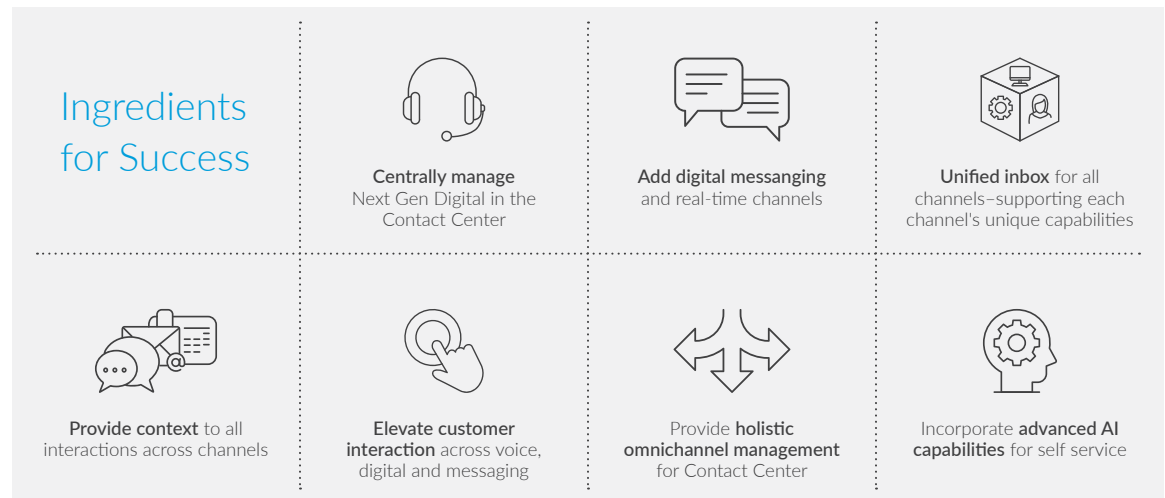 Ingredients
for Success
Centrally manage
Next Gen Digital in the
Contact Center
Add digital messanging
and real-time channels
Unified inbox for all
channels–supporting each
channel's unique capabilities
@
Provide context to all
interactions across channels
Elevate customer
interaction across voice,
digital and messaging
Provide holistic
omnichannel management
for Contact Center
Incorporate advanced AI
capabilities for self service